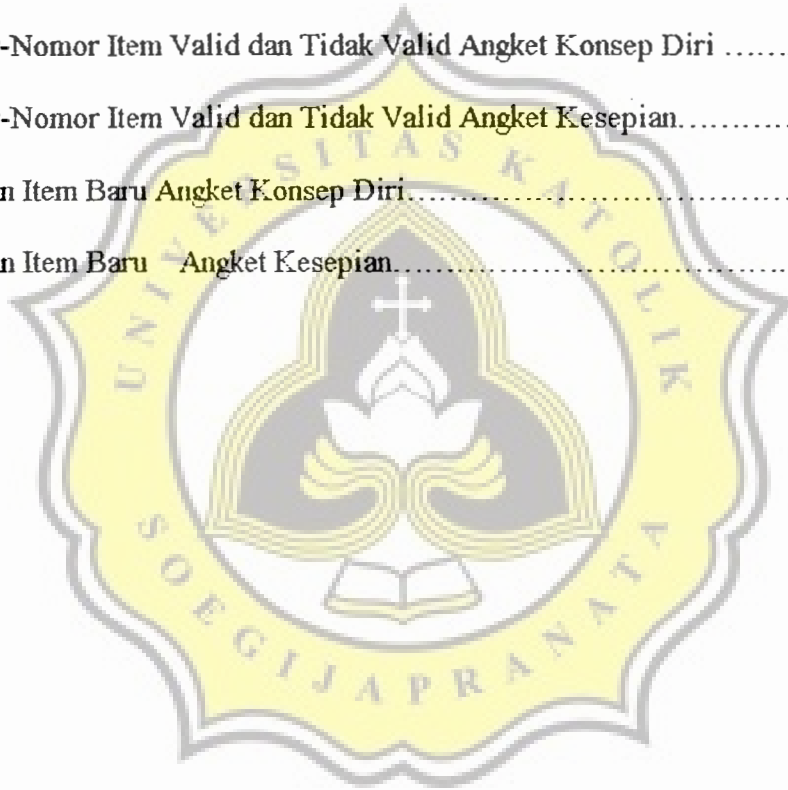 -Nomor Item Valid dan Tidak Valid Angket Konsep Diri ……
-Nomor Item Valid dan Tidak Valid Angket Kesepian…………
n Item Baru Angket Konsep Diri……………………………
n Item Baru Angket Kesepian………………………………
UNIVERSITAS KATOLIK
SOEGIJAPRANATA